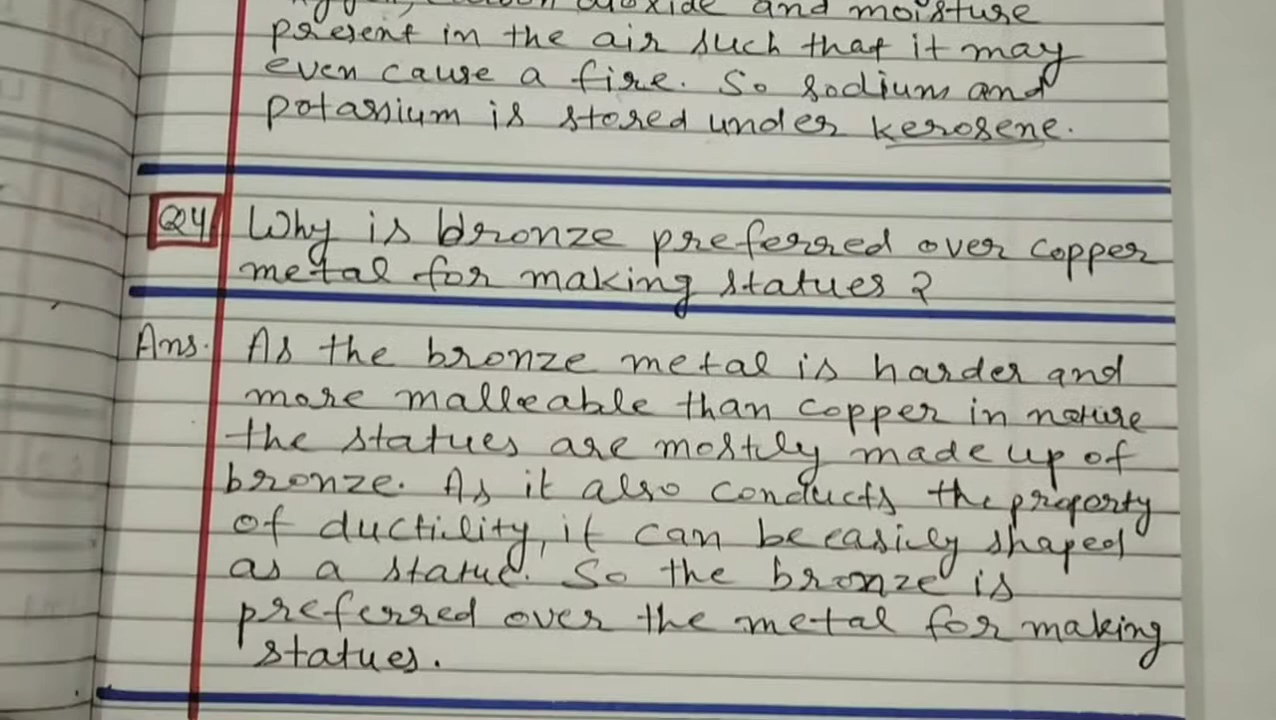 dioxide and moisture
present in the air such that it may
even cause a fire. So sodium and
potassium is stored under kerosene.
Q4 Why is bronze preferred over copper
metal for making statues?
Ans. As the bronze metal is harder and
more malleable than copper in nature
the statues are mostly made up of
bronze. As it also conducts the property
of ductility, it can be easily shaped
as a statue. So the bronze is
preferred over the metal for making
statues.